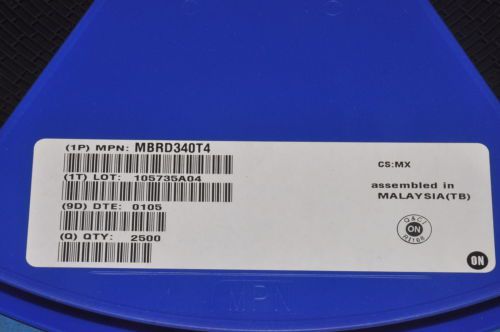 (1P) MPN: MBRD340T4
(1T) LOT: 105735A04
(9D) DTE: 0105
(Q) QTY: 2500
CS:MX
assembled in
MALAYSIA(TB)
ON
ON
MPN